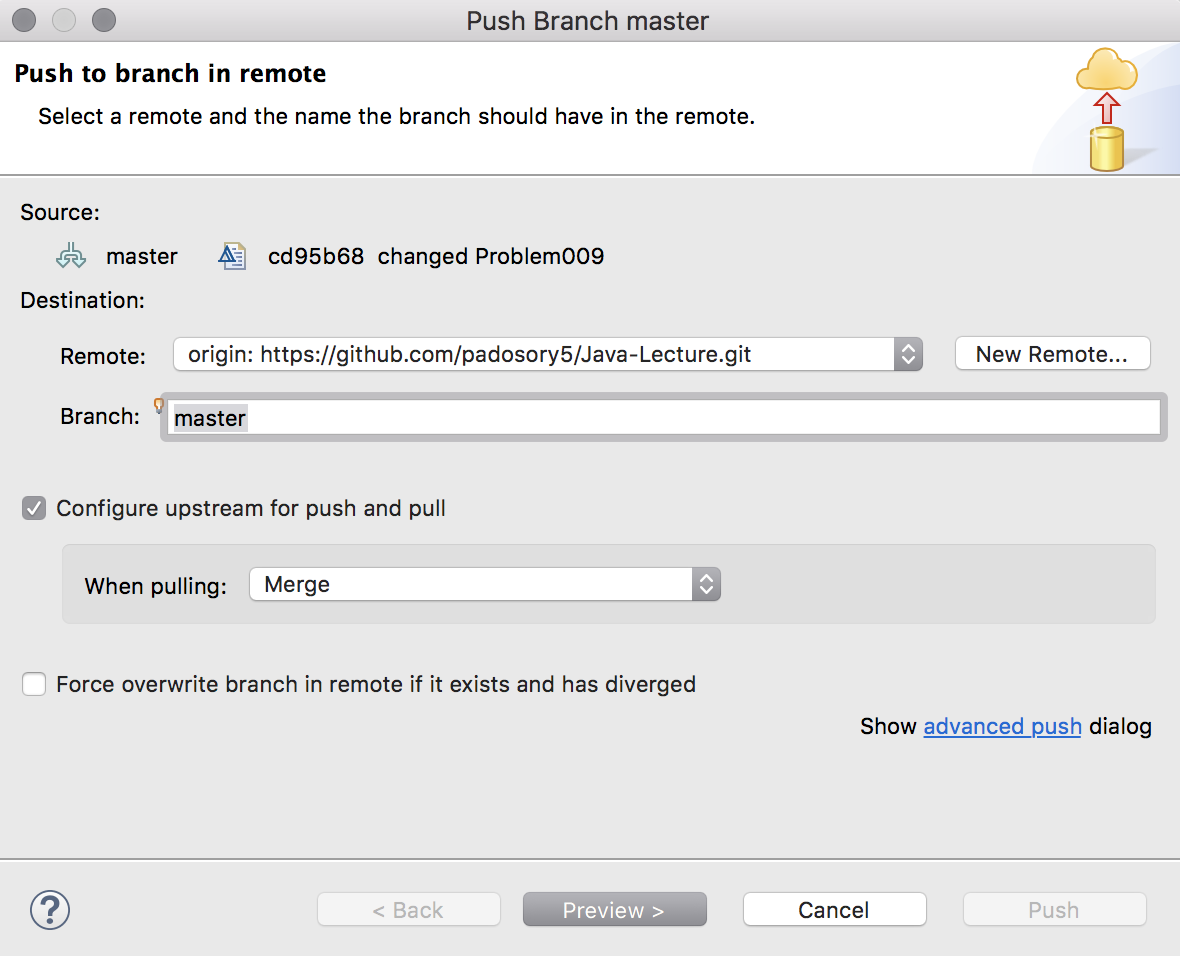 Push Branch master
Push to branch in remote
Select a remote and the name the branch should have in the remote.
Source:
master cd95b68 changed Problem009
Destination:
Remote: origin: https://github.com/padosory5/Java-Lecture.git New Remote...
Branch: master
Configure upstream for push and pull
When pulling: Merge
Force overwrite branch in remote if it exists and has diverged
Show advanced push dialog
? < Back Preview > Cancel Push